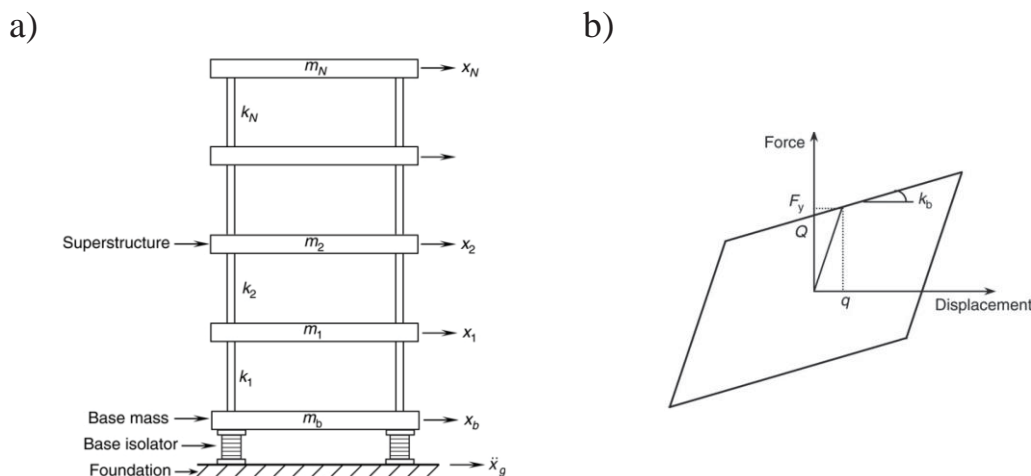 a)
m_N
x_N
k_N
Superstructure
m_2
x_2
k_2
m_1
x_1
k_1
Base mass
m_b
x_b
Base isolator
Foundation
ẍ_g
b)
Force
F_y
Q
k_b
q
Displacement